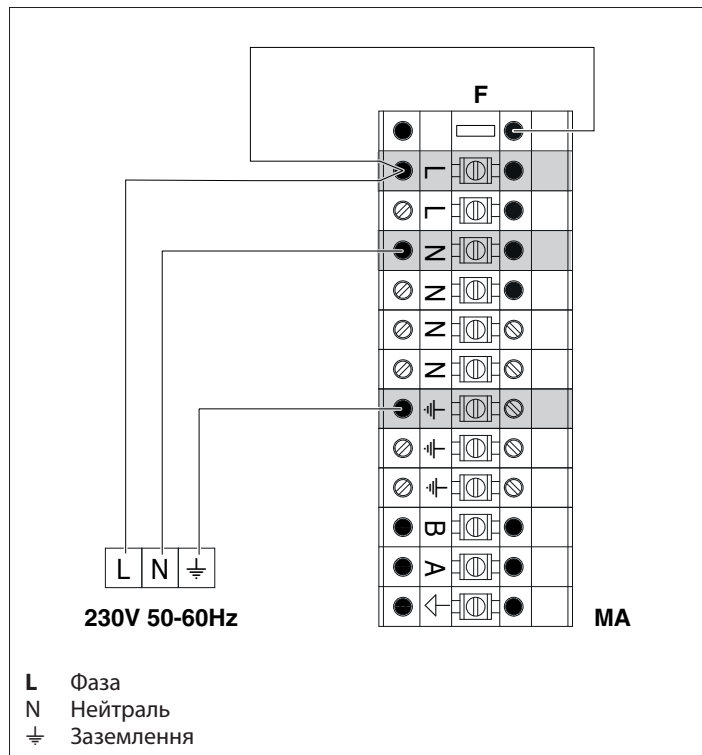 F
L
L
N
N
N
N
⏚
⏚
⏚
B
A
L N ⏚
230V 50-60Hz
MA
L Фаза
N Нейтраль
⏚ Заземлення